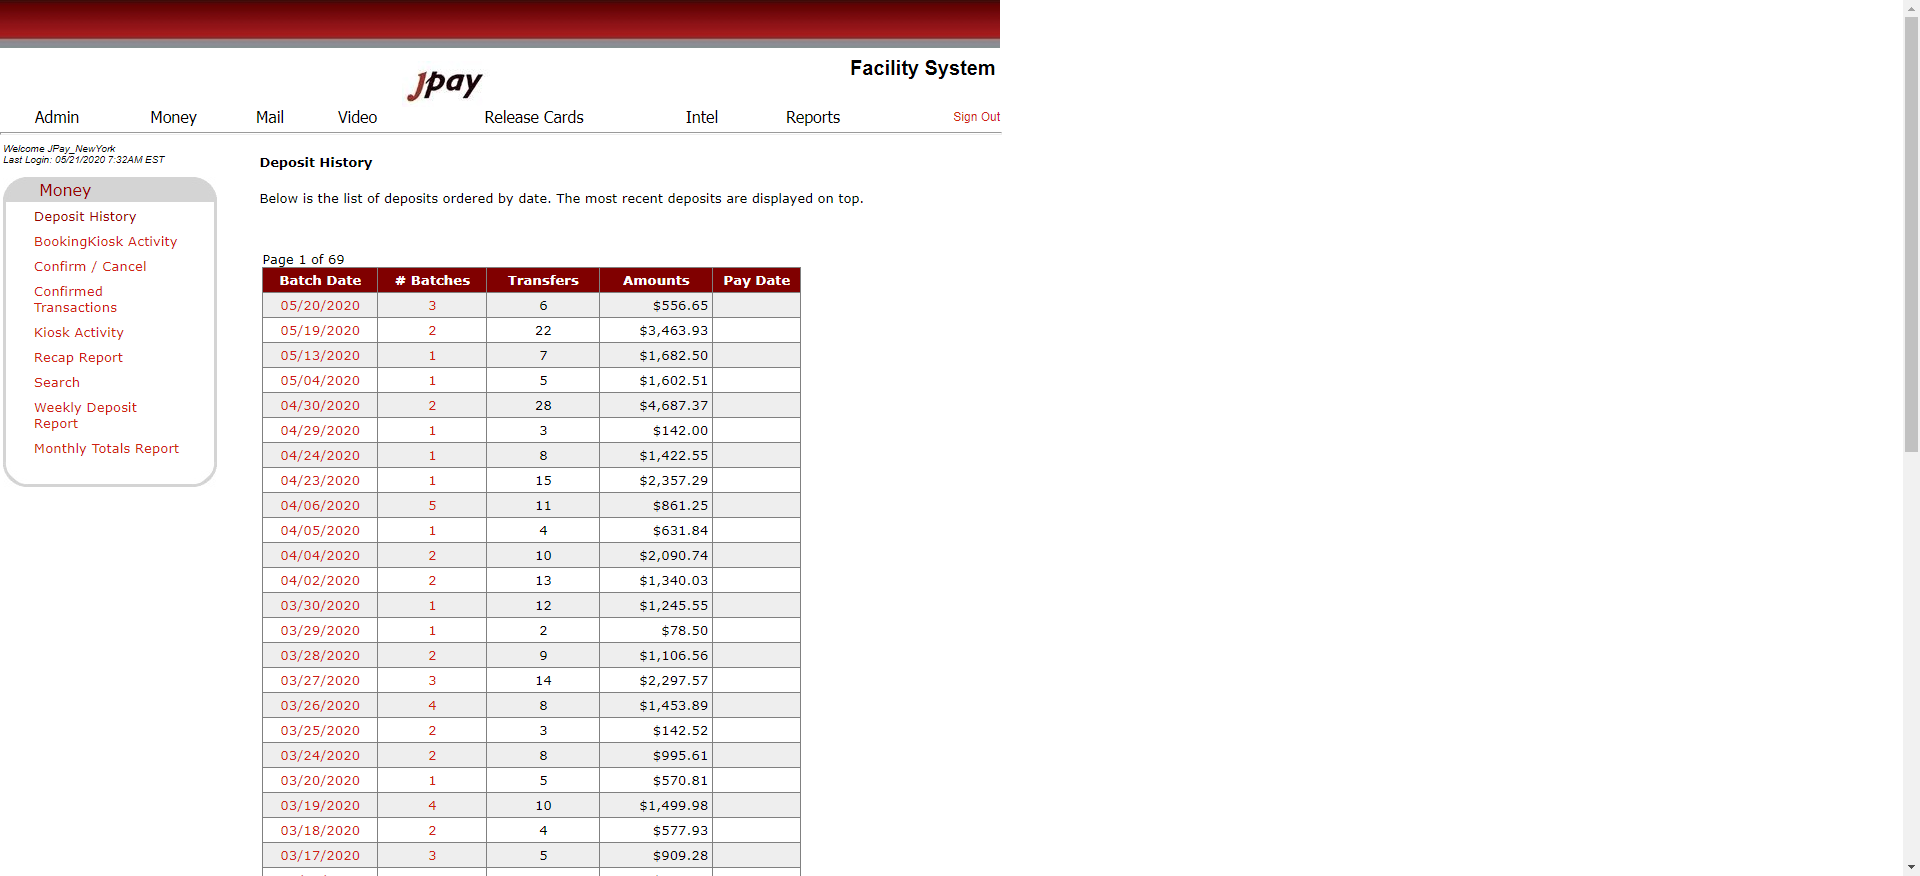 Jpay
Facility System
Admin Money Mail Video Release Cards Intel Reports Sign Out
Welcome JPay_NewYork
Last Login: 05/21/2020 7:32AM EST
Money
Deposit History
BookingKiosk Activity
Confirm / Cancel
Confirmed
Transactions
Kiosk Activity
Recap Report
Search
Weekly Deposit
Report
Monthly Totals Report
Deposit History
Below is the list of deposits ordered by date. The most recent deposits are displayed on top.
Page 1 of 69
Batch Date # Batches Transfers Amounts Pay Date
05/20/2020 3 6 $556.65
05/19/2020 2 22 $3,463.93
05/13/2020 1 7 $1,682.50
05/04/2020 1 5 $1,602.51
04/30/2020 2 28 $4,687.37
04/29/2020 1 3 $142.00
04/24/2020 1 8 $1,422.55
04/23/2020 1 15 $2,357.29
04/06/2020 5 11 $861.25
04/05/2020 1 4 $631.84
04/04/2020 2 10 $2,090.74
04/02/2020 2 13 $1,340.03
03/30/2020 1 12 $1,245.55
03/29/2020 1 2 $78.50
03/28/2020 2 9 $1,106.56
03/27/2020 3 14 $2,297.57
03/26/2020 4 8 $1,453.89
03/25/2020 2 3 $142.52
03/24/2020 2 8 $995.61
03/20/2020 1 5 $570.81
03/19/2020 4 10 $1,499.98
03/18/2020 2 4 $577.93
03/17/2020 3 5 $909.28